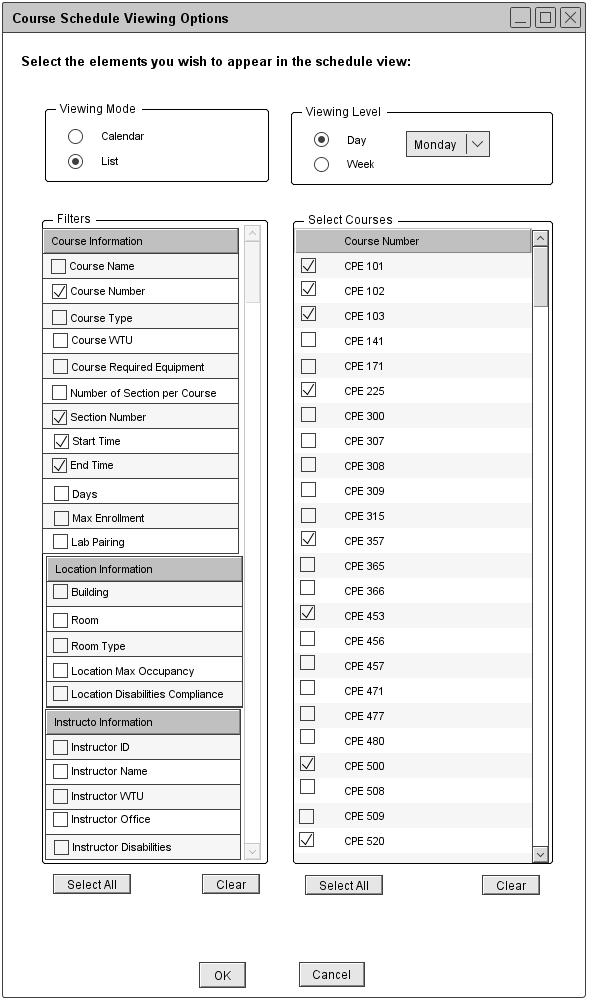 Course Schedule Viewing Options
Select the elements you wish to appear in the schedule view:
Viewing Mode
Calendar
List
Viewing Level
Day
Monday
Week
Filters
Course Information
Course Name
Course Number
Course Type
Course WTU
Course Required Equipment
Number of Section per Course
Section Number
Start Time
End Time
Days
Max Enrollment
Lab Pairing
Location Information
Building
Room
Room Type
Location Max Occupancy
Location Disabilities Compliance
Instructo Information
Instructor ID
Instructor Name
Instructor WTU
Instructor Office
Instructor Disabilities
Select All
Clear
Select Courses
Course Number
CPE 101
CPE 102
CPE 103
CPE 141
CPE 171
CPE 225
CPE 300
CPE 307
CPE 308
CPE 309
CPE 315
CPE 357
CPE 365
CPE 366
CPE 453
CPE 456
CPE 457
CPE 471
CPE 477
CPE 480
CPE 500
CPE 508
CPE 509
CPE 520
Select All
Clear
OK
Cancel